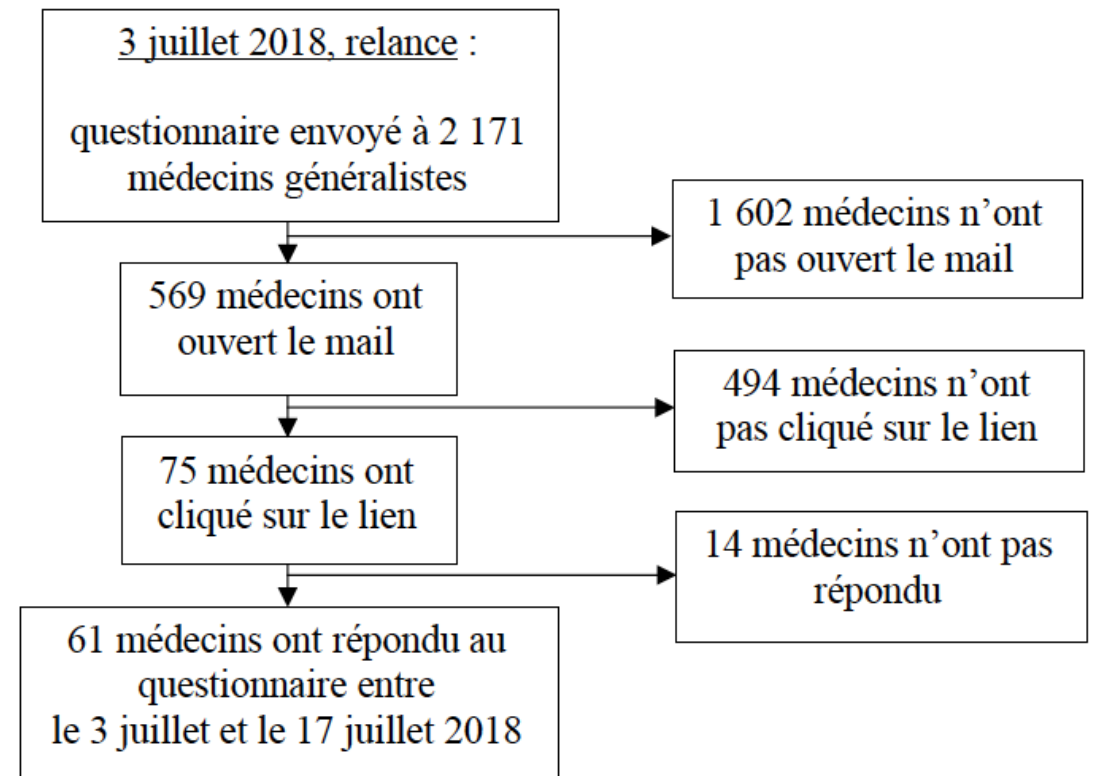 3 juillet 2018, relance :
questionnaire envoyé à 2 171
médecins généralistes
1 602 médecins n’ont
pas ouvert le mail
569 médecins ont
ouvert le mail
494 médecins n’ont
pas cliqué sur le lien
75 médecins ont
cliqué sur le lien
14 médecins n’ont pas
répondu
61 médecins ont répondu au
questionnaire entre
le 3 juillet et le 17 juillet 2018